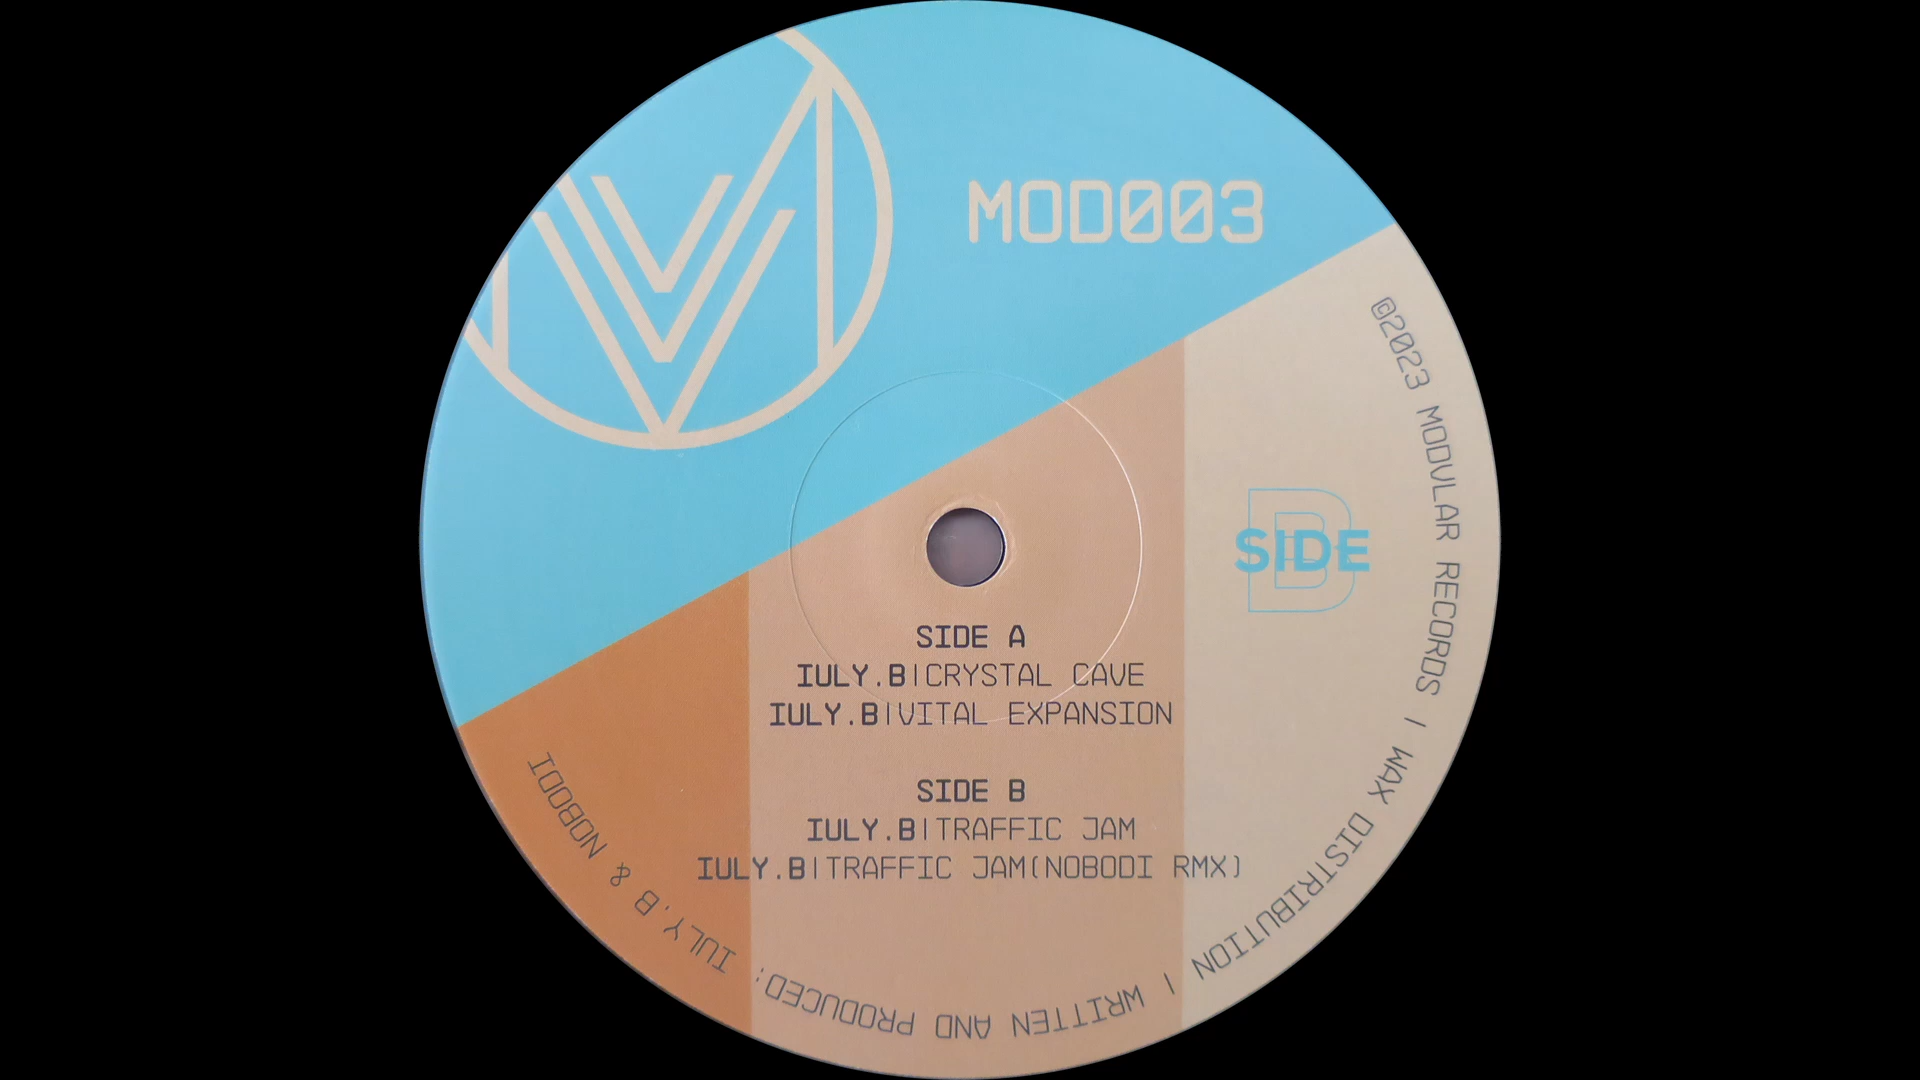 MOD003
B
SIDE
SIDE A
IULY.B|CRYSTAL CAVE
IULY.B|VITAL EXPANSION
SIDE B
IULY.B|TRAFFIC JAM
IULY.B|TRAFFIC JAM(NOBODI RMX)
©2023 MODVLAR RECORDS | WAX DISTRIBUTION | WRITTEN AND PRODUCED: IULY.B & NOBODI